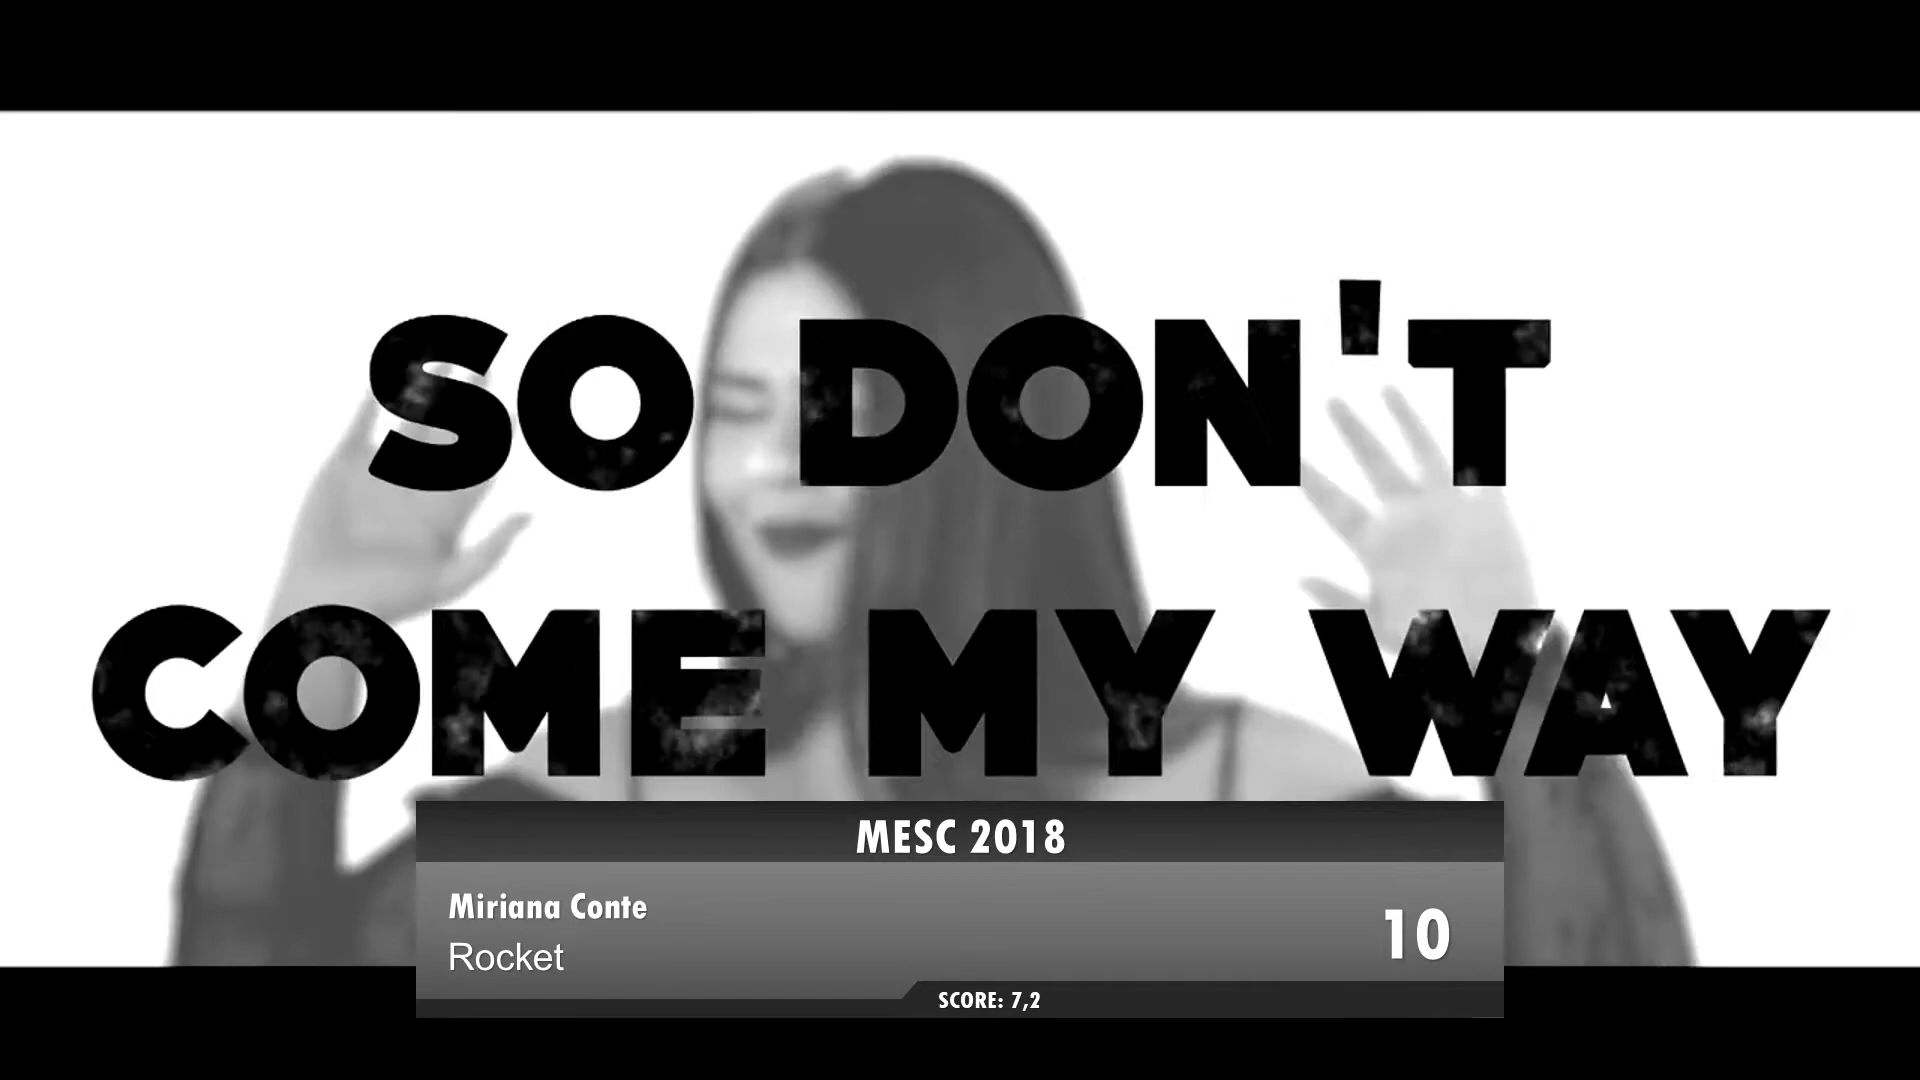 SO DON'T
COME MY WAY
MESC 2018
Miriana Conte
Rocket
10
SCORE: 7,2